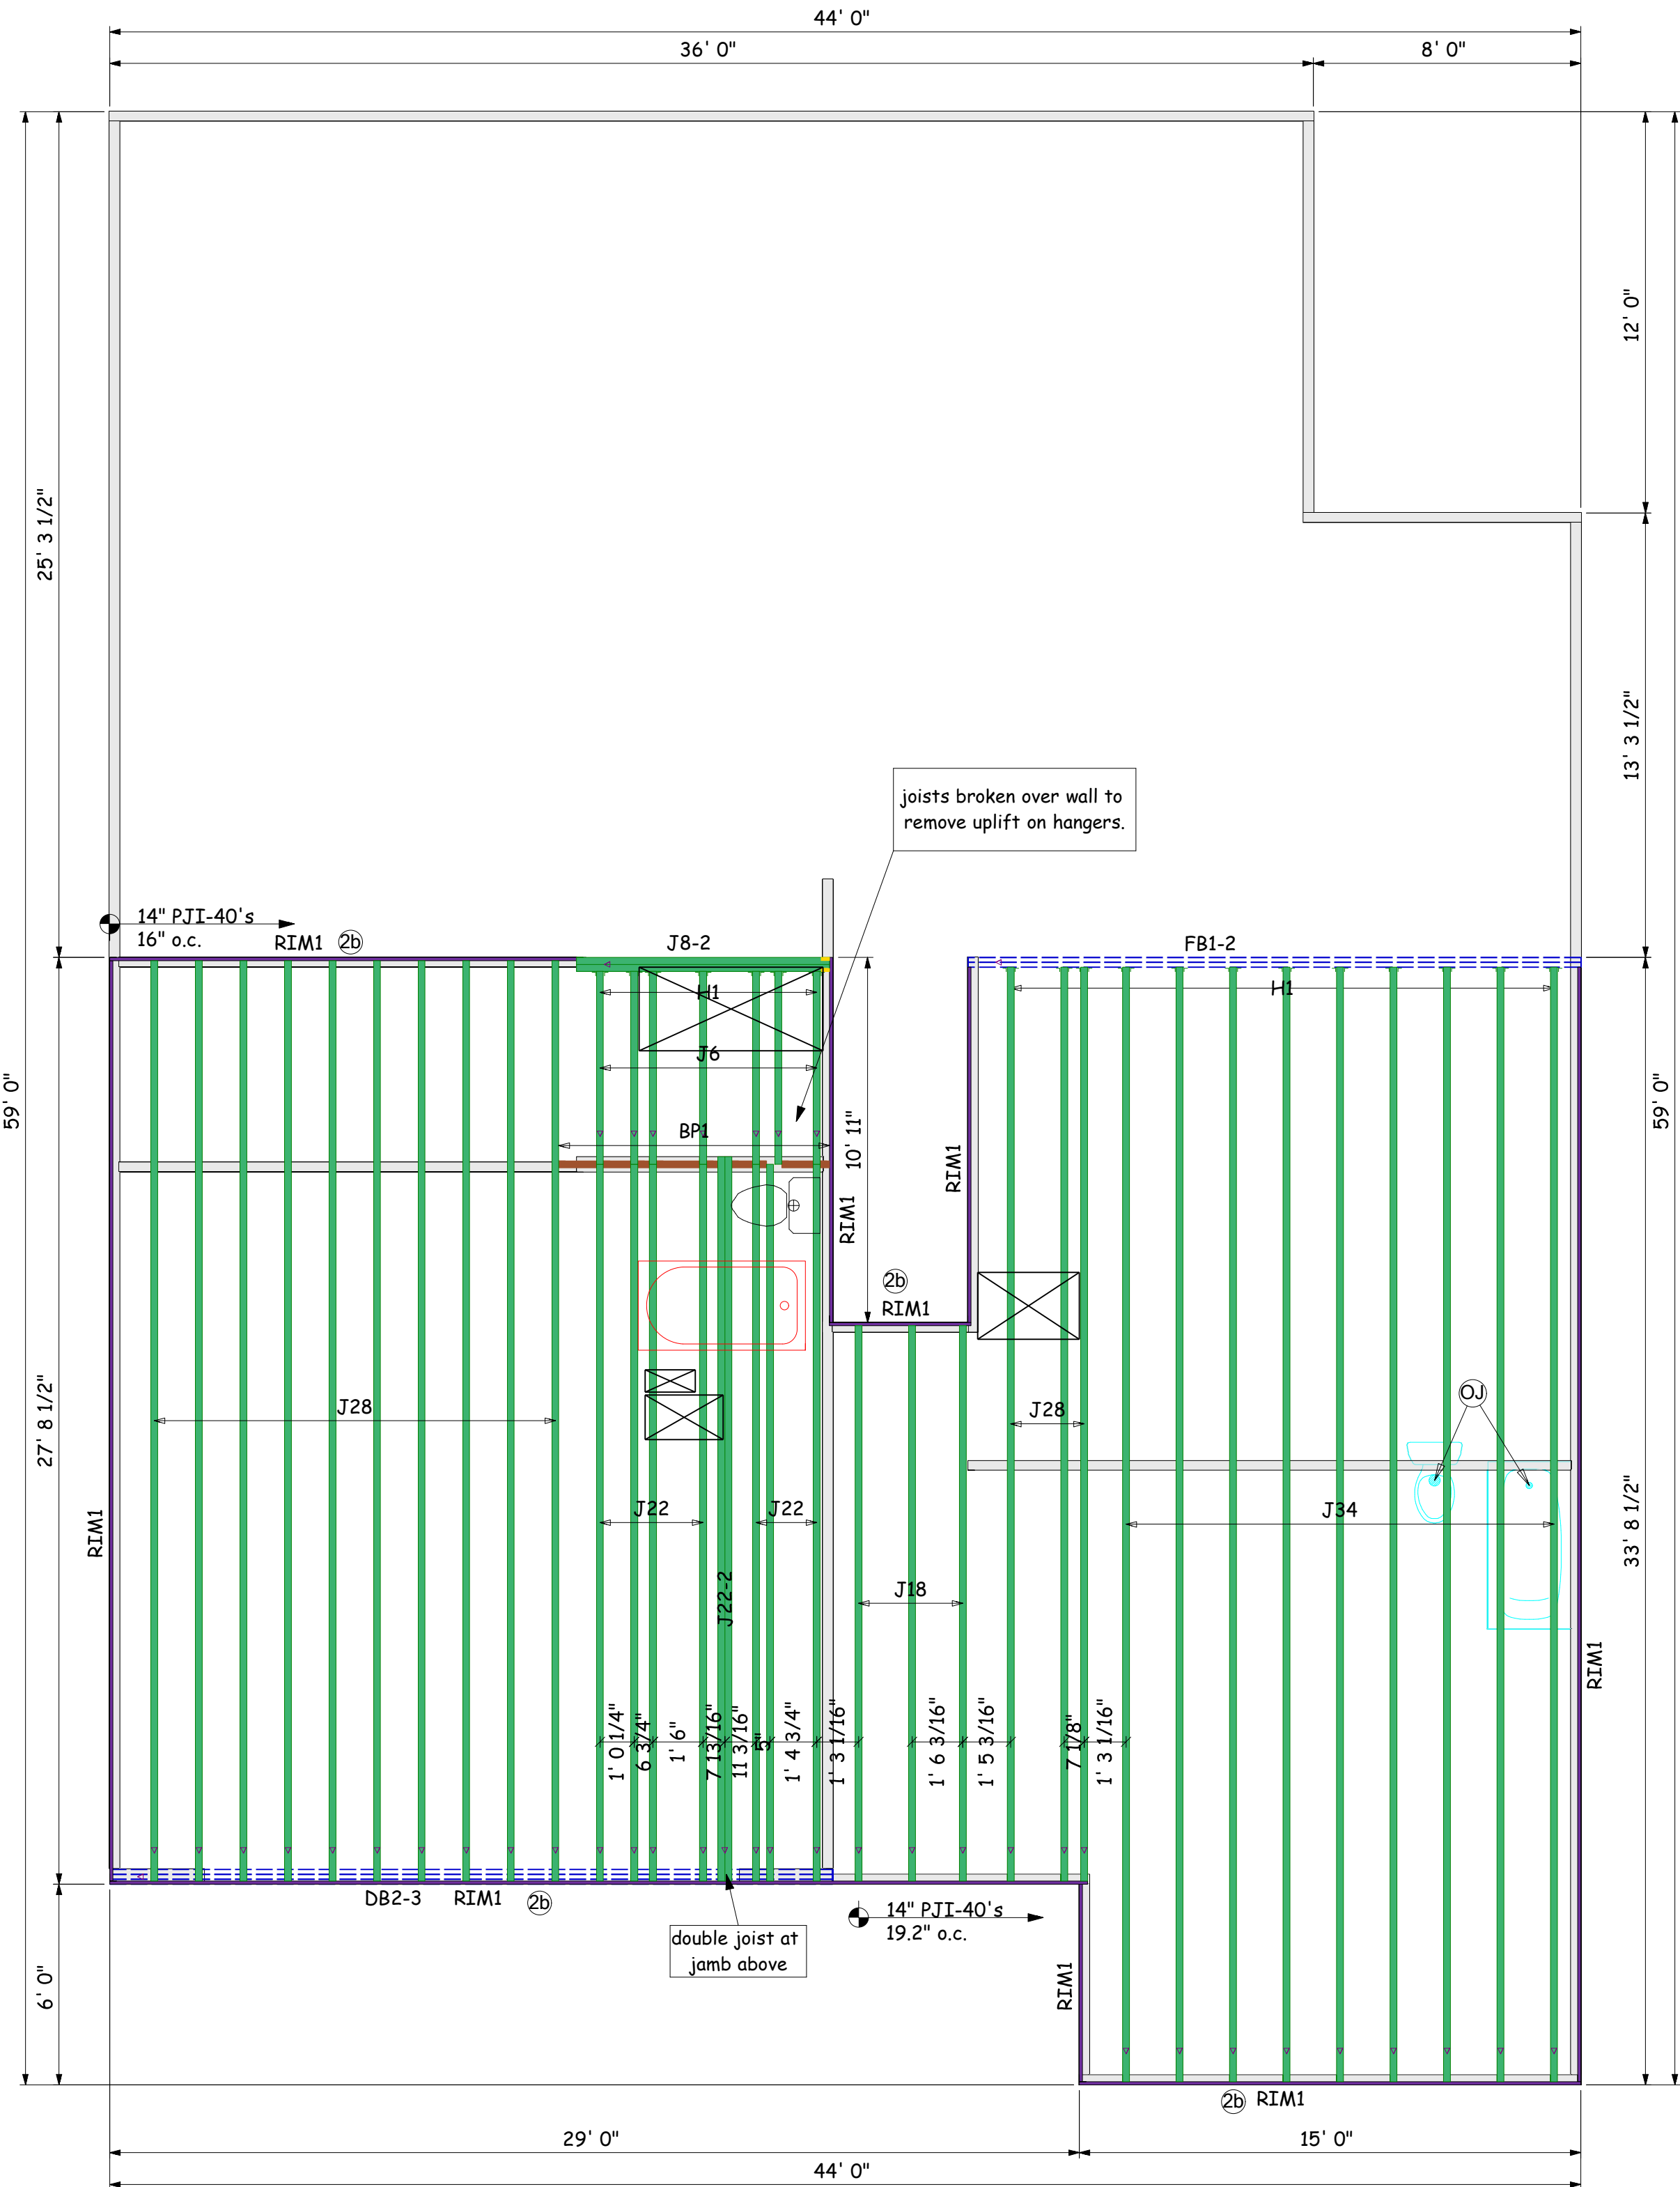 44' 0"
36' 0"
8' 0"
12' 0"
25' 3 1/2"
13' 3 1/2"
joists broken over wall to
remove uplift on hangers.
14" PJI-40's
16" o.c.
RIM1
2b
J8-2
FB1-2
H1
H1
J6
59' 0"
59' 0"
BP1
10' 11"
RIM1
RIM1
2b
RIM1
27' 8 1/2"
J28
J28
OJ
RIM1
J22
J22
J34
33' 8 1/2"
J22-2
J18
RIM1
1' 0 1/4"
6 3/4"
1' 6"
7 13/16"
11 3/16"
5"
1' 4 3/4"
1' 3 1/16"
1' 6 3/16"
1' 5 3/16"
7 1/8"
1' 3 1/16"
DB2-3
RIM1
2b
14" PJI-40's
19.2" o.c.
double joist at
jamb above
6' 0"
RIM1
2b
RIM1
29' 0"
15' 0"
44' 0"